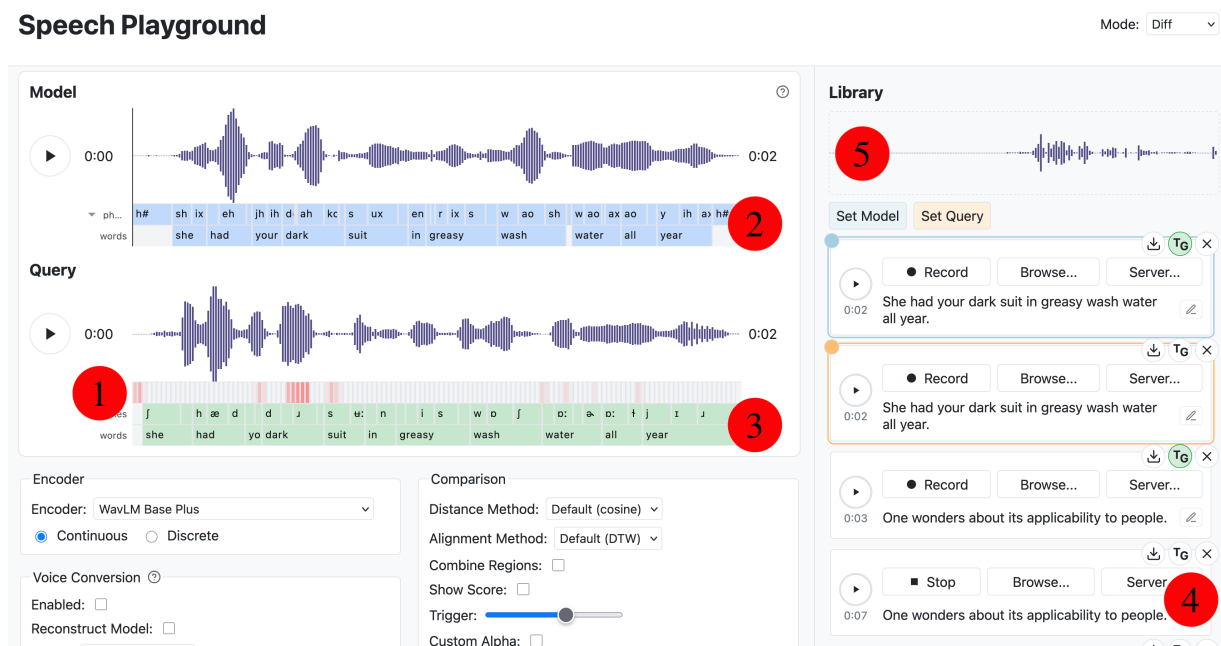 Speech Playground
Mode: Diff
Model
0:00
0:02
ph...
h# sh ix eh jh ih d ah kc s ux en r ix s w ao sh w ao ax ao y ih ax h#
2
words
she had your dark suit in greasy wash water all year
Query
0:00
0:02
1
es
ʃ h æ d d ɹ s ʉː n i s w ɒ ʃ ɒː ɚ ɒː ɫ j ɪ ɹ
3
words
she had yo dark suit in greasy wash water all year
Encoder
Encoder: WavLM Base Plus
Continuous Discrete
Voice Conversion ?
Enabled:
Reconstruct Model:
Comparison
Distance Method: Default (cosine)
Alignment Method: Default (DTW)
Combine Regions:
Show Score:
Trigger:
Custom Alpha:
Library
5
Set Model Set Query
TG
Record Browse... Server...
0:02
She had your dark suit in greasy wash water
all year.
TG
Record Browse... Server...
0:02
She had your dark suit in greasy wash water
all year.
TG
Record Browse... Server...
0:03 One wonders about its applicability to people.
TG
Stop Browse... Server
4
0:07 One wonders about its applicability to people.